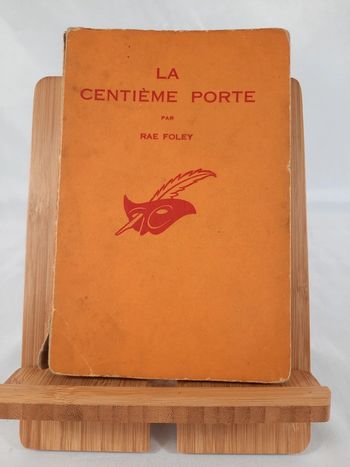 LA
CENTIÈME PORTE
PAR
RAE FOLEY